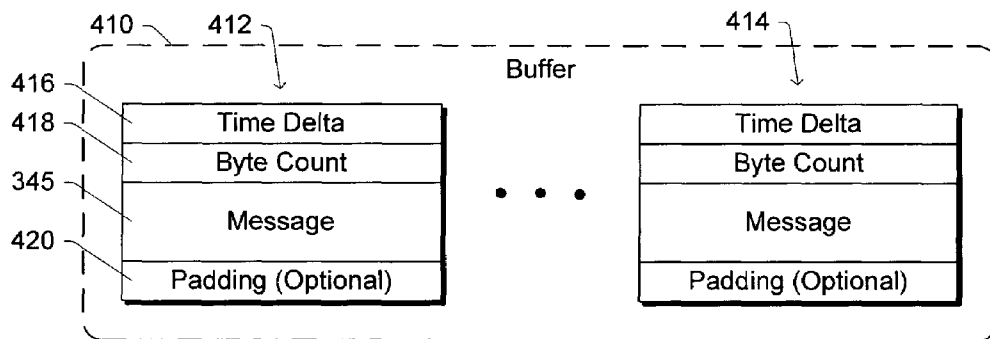 410 412 414
Buffer
416 Time Delta Time Delta
418 Byte Count Byte Count
345 Message Message
420 Padding (Optional) Padding (Optional)